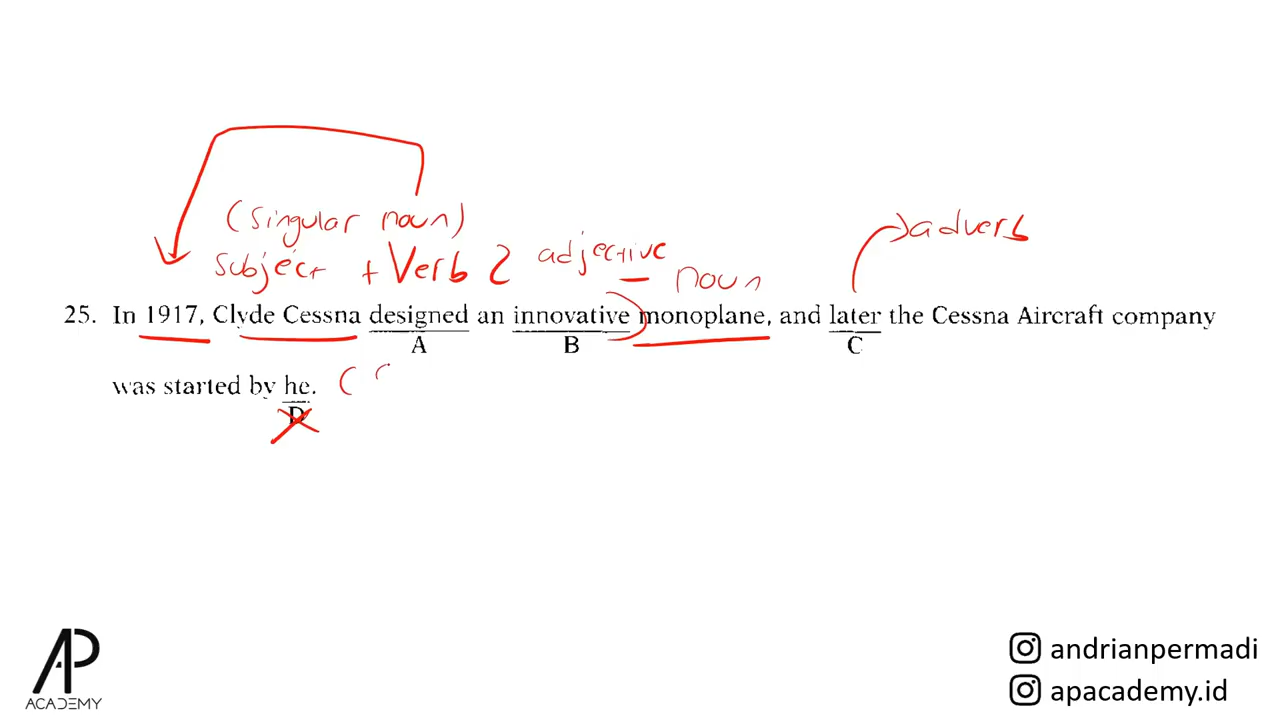 (singular noun)
subject + Verb 2 adjective noun
adverb
25. In 1917, Clyde Cessna designed an innovative monoplane, and later the Cessna Aircraft company
A B C
was started by he. (
D
AP
ACADEMY
andrianpermadi
apacademy.id